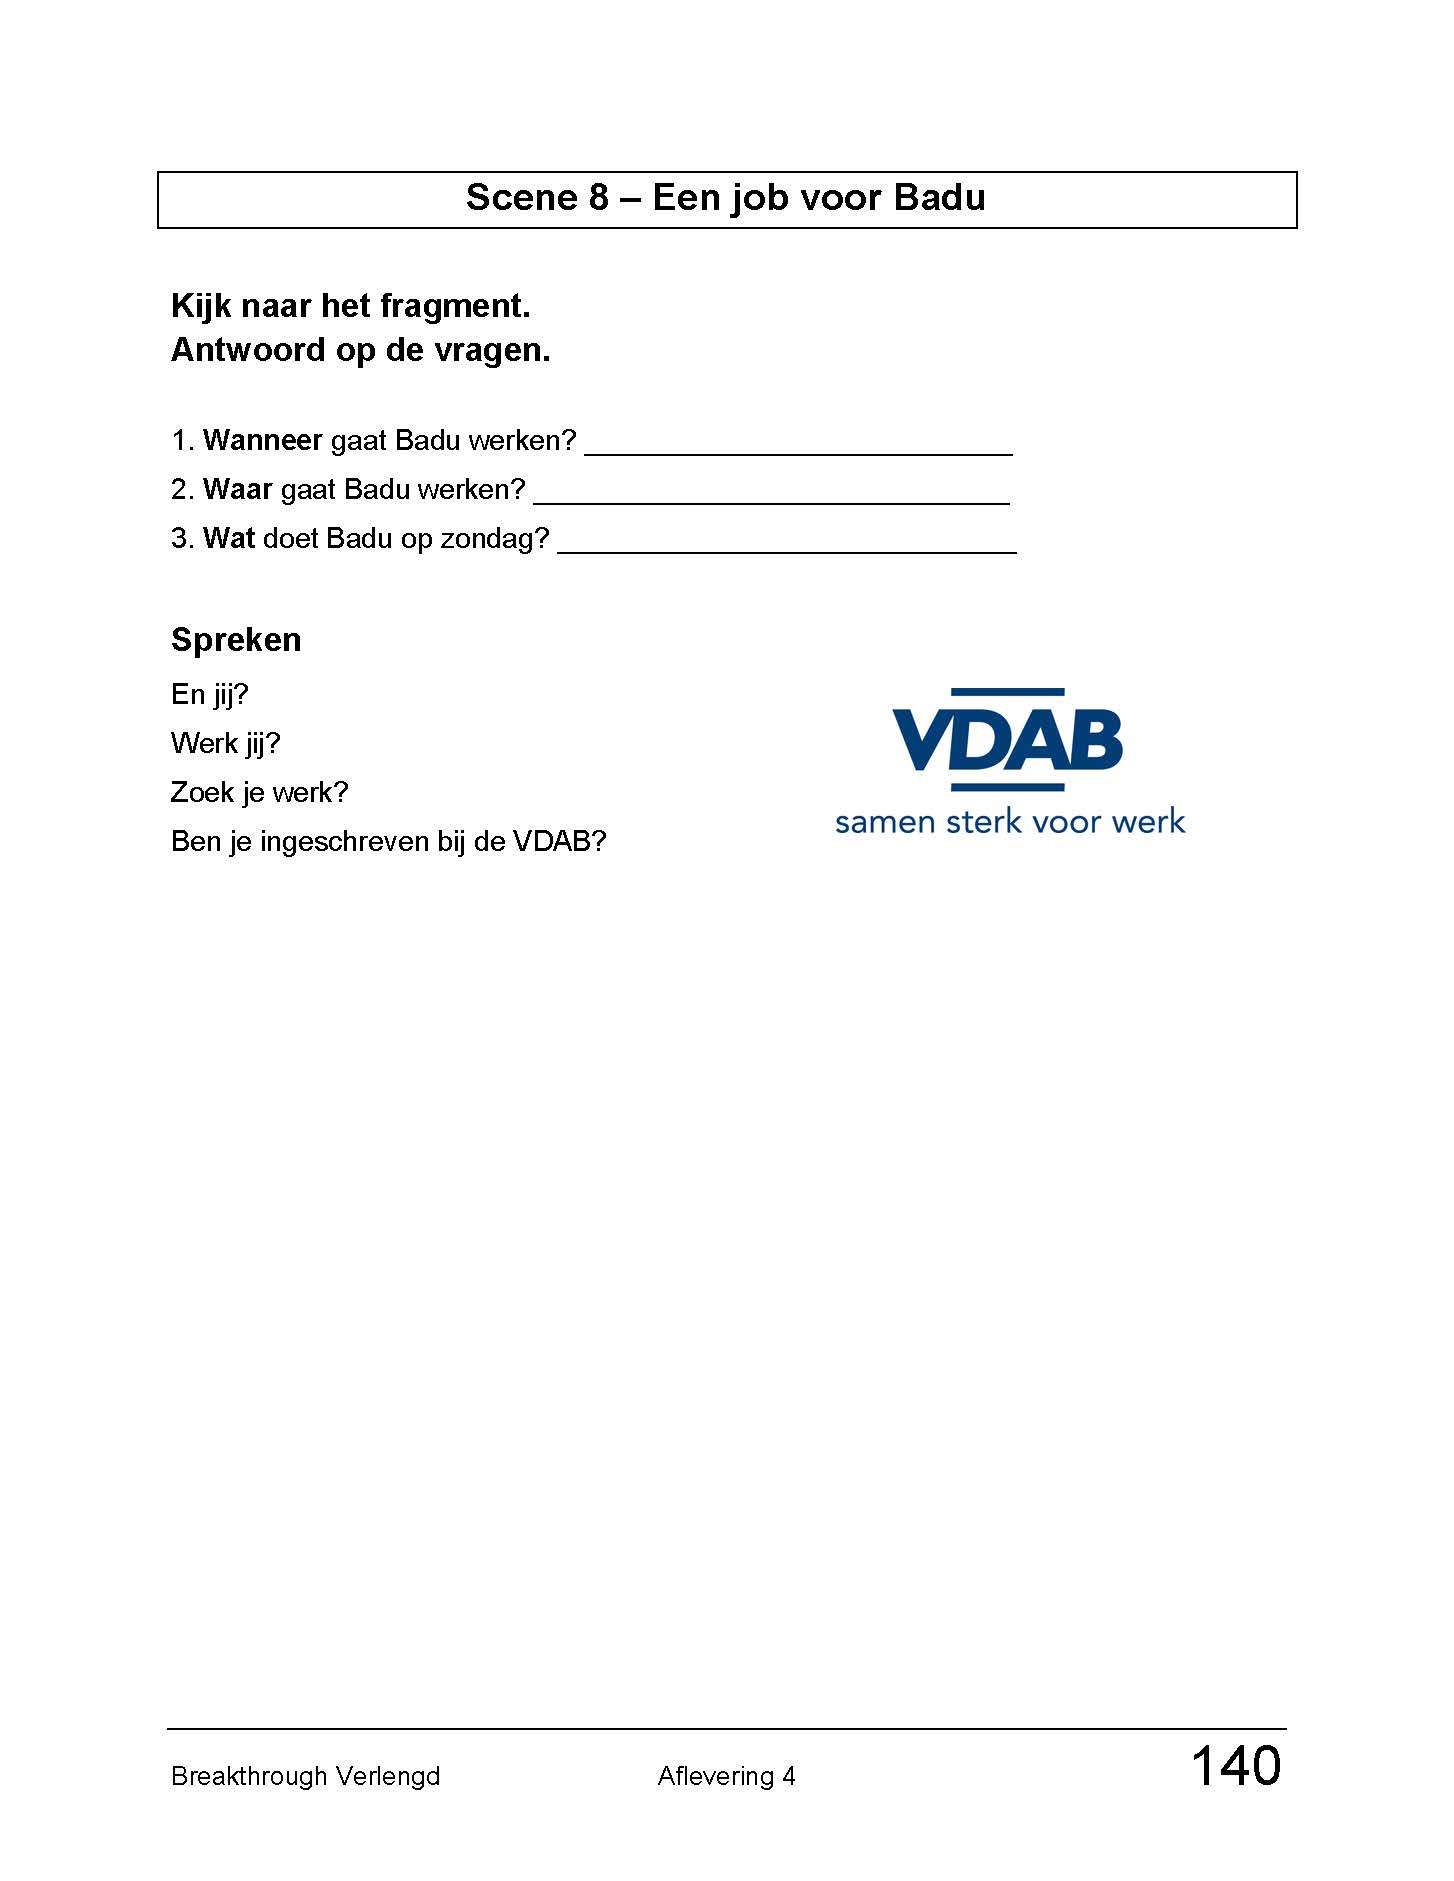 Scene 8 – Een job voor Badu
Kijk naar het fragment.
Antwoord op de vragen.
1. Wanneer gaat Badu werken? ___________________________
2. Waar gaat Badu werken? ______________________________
3. Wat doet Badu op zondag? _____________________________
Spreken
En jij?
Werk jij?
Zoek je werk?
Ben je ingeschreven bij de VDAB?
VDAB
samen sterk voor werk
Breakthrough Verlengd Aflevering 4 140